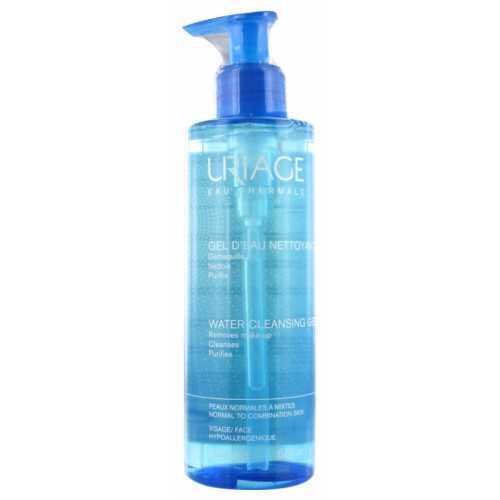 URIAGE
EAU THERMALE
GEL D'EAU NETTOYANT
Démaquille
Nettoie
Purifie
WATER CLEANSING GE
Removes make-up
Cleanses
Purifies
PEAUX NORMALES À MIXTES
NORMAL TO COMBINATION SKIN
VISAGE/ FACE
HYPOALLERGÉNIQUE